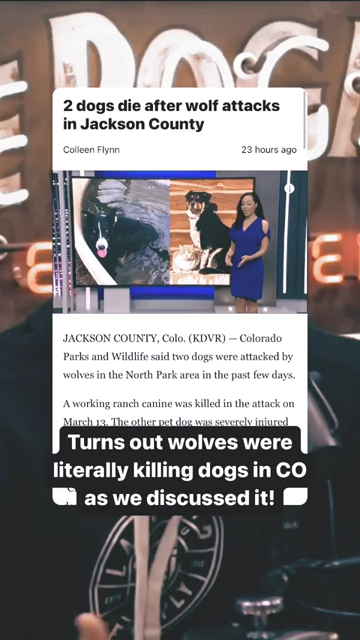 2 dogs die after wolf attacks
in Jackson County
Colleen Flynn
23 hours ago
JACKSON COUNTY, Colo. (KDVR) — Colorado
Parks and Wildlife said two dogs were attacked by
wolves in the North Park area in the past few days.
A working ranch canine was killed in the attack on
March 13. The other pet dog was severely injured
Turns out wolves were
literally killing dogs in CO
as we discussed it!